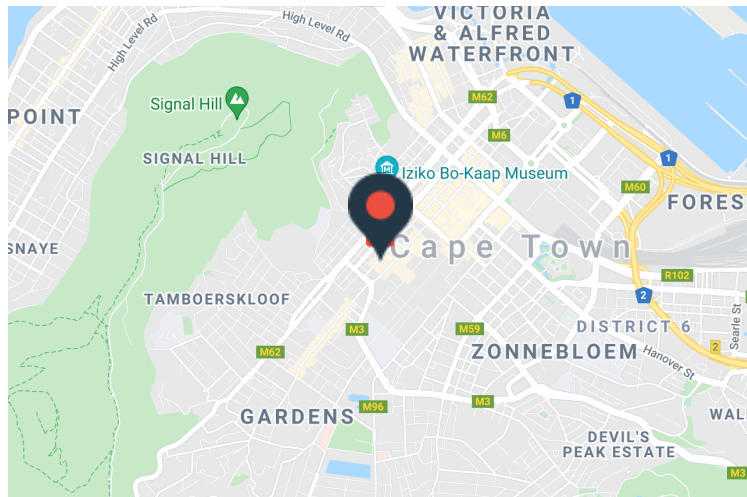 VICTORIA
& ALFRED
WATERFRONT
High Level Rd
High Level Rd
M62
1
POINT
Signal Hill
M6
SIGNAL HILL
1
Iziko Bo-Kaap Museum
M60
FORES
SNAYE
Cape Town
R102
2
TAMBOERSKLOOF
M3
M59
DISTRICT 6
Searle St
M62
ZONNEBLOEM
Hanover St
2
M96
M3
GARDENS
WAL
DEVIL'S
PEAK ESTATE
M3